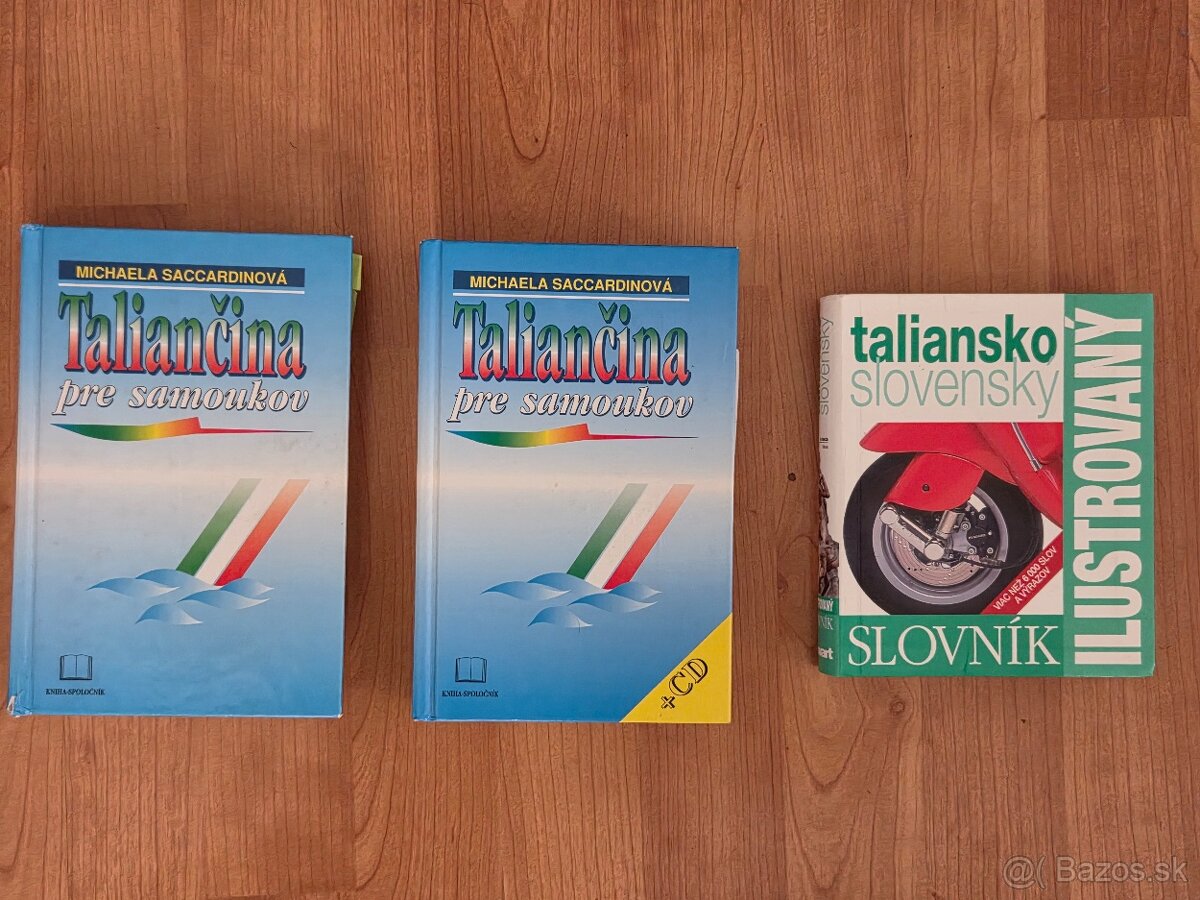 MICHAELA SACCARDINOVÁ
Taliančina
pre samoukov
KNIHA-SPOLOČNÍK
MICHAELA SACCARDINOVÁ
Taliančina
pre samoukov
+CD
KNIHA-SPOLOČNÍK
slovensky
taliansko
slovenský
ILUSTROVANÝ
VIAC NEŽ 6 000 SLOV
A VÝRAZOV
SLOVNÍK
Bazos.sk